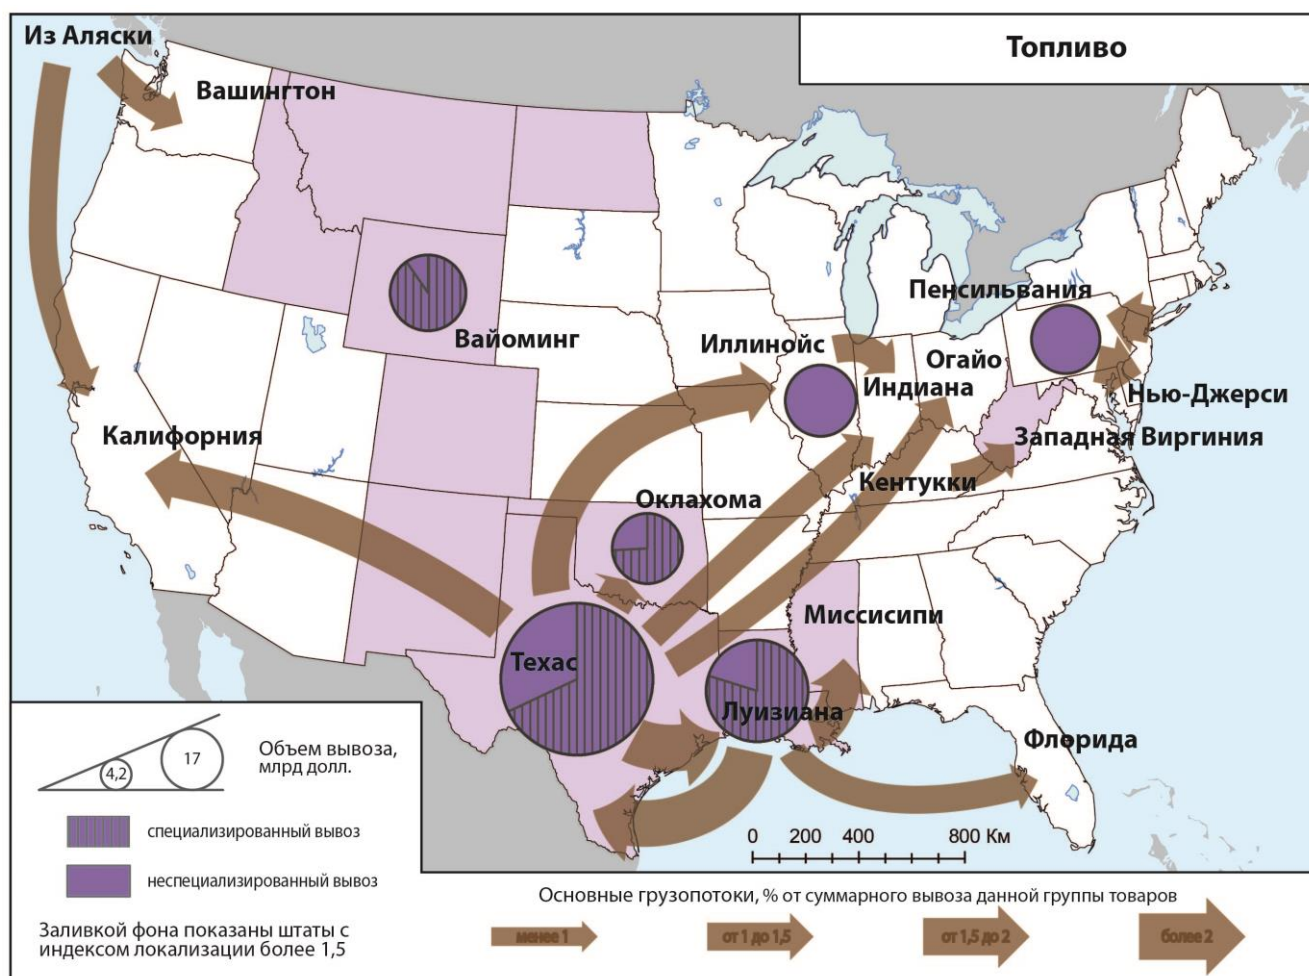 Из Аляски
Топливо
Вашингтон
Пенсильвания
Вайоминг
Иллинойс
Огайо
Индиана
Нью-Джерси
Калифорния
Западная Виргиния
Кентукки
Оклахома
Миссисипи
Техас
Луизиана
Флорида
4,2
17
Объем вывоза,
млрд долл.
специализированный вывоз
неспециализированный вывоз
Заливкой фона показаны штаты с
индексом локализации более 1,5
0 200 400 800 Км
Основные грузопотоки, % от суммарного вывоза данной группы товаров
менее 1
от 1 до 1,5
от 1,5 до 2
более 2